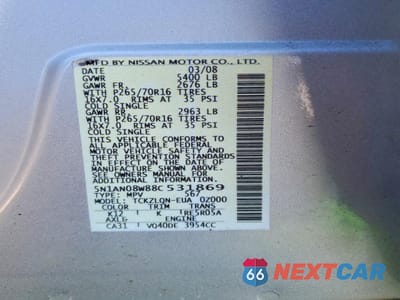 MFD BY NISSAN MOTOR CO., LTD.
DATE 03/08
GVWR 5400 LB
GAWR FR. 2676 LB
WITH P265/70R16 TIRES
16x7.0 RIMS AT 35 PSI
COLD SINGLE
GAWR RR. 2963 LB
WITH P265/70R16 TIRES
16x7.0 RIMS AT 35 PSI
COLD SINGLE
THIS VEHICLE CONFORMS TO ALL
APPLICABLE FEDERAL MOTOR VEHICLE
SAFETY AND THEFT PREVENTION STANDARDS
IN EFFECT ON THE DATE OF
MANUFACTURE SHOWN ABOVE.
SEE OWNERS MANUAL FOR
ADDITIONAL INFORMATION.
5N1AN08W88C531869
TYPE: MPV 567
MODEL: TCKZLQN-EUA 02000
COLOR TRIM TRANS
K12 K RE5R05A
AXLE ENGINE
CA31 VQ40DE 3954CC
66 NEXTCAR